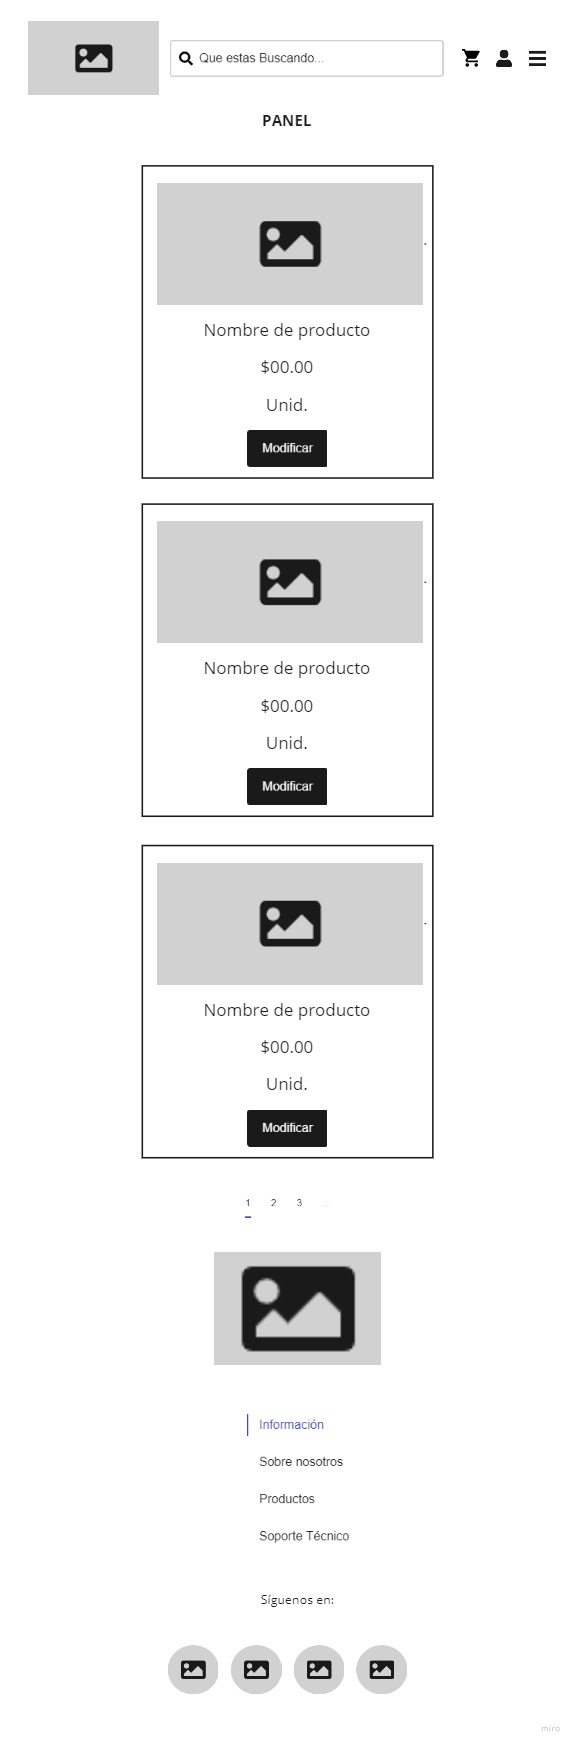 Que estas Buscando...
PANEL
Nombre de producto
$00.00
Unid.
Modificar
Nombre de producto
$00.00
Unid.
Modificar
Nombre de producto
$00.00
Unid.
Modificar
1 2 3 ...
Información
Sobre nosotros
Productos
Soporte Técnico
Síguenos en:
miro